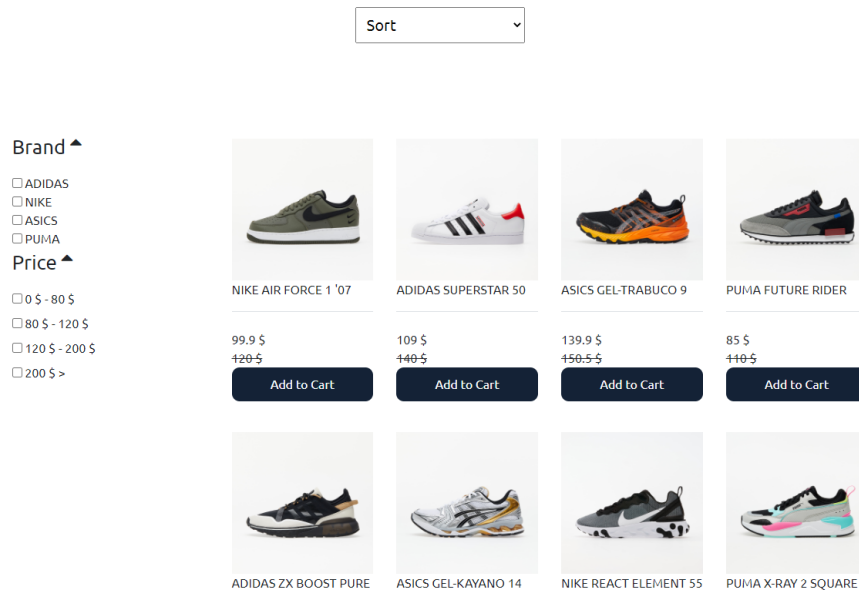 Sort
Brand
ADIDAS
NIKE
ASICS
PUMA
Price
0 $ - 80 $
80 $ - 120 $
120 $ - 200 $
200 $ >
NIKE AIR FORCE 1 '07
99.9 $
120 $
Add to Cart
ADIDAS SUPERSTAR 50
109 $
140 $
Add to Cart
ASICS GEL-TRABUCO 9
139.9 $
150.5 $
Add to Cart
PUMA FUTURE RIDER
85 $
110 $
Add to Cart
ADIDAS ZX BOOST PURE
ASICS GEL-KAYANO 14
NIKE REACT ELEMENT 55
PUMA X-RAY 2 SQUARE